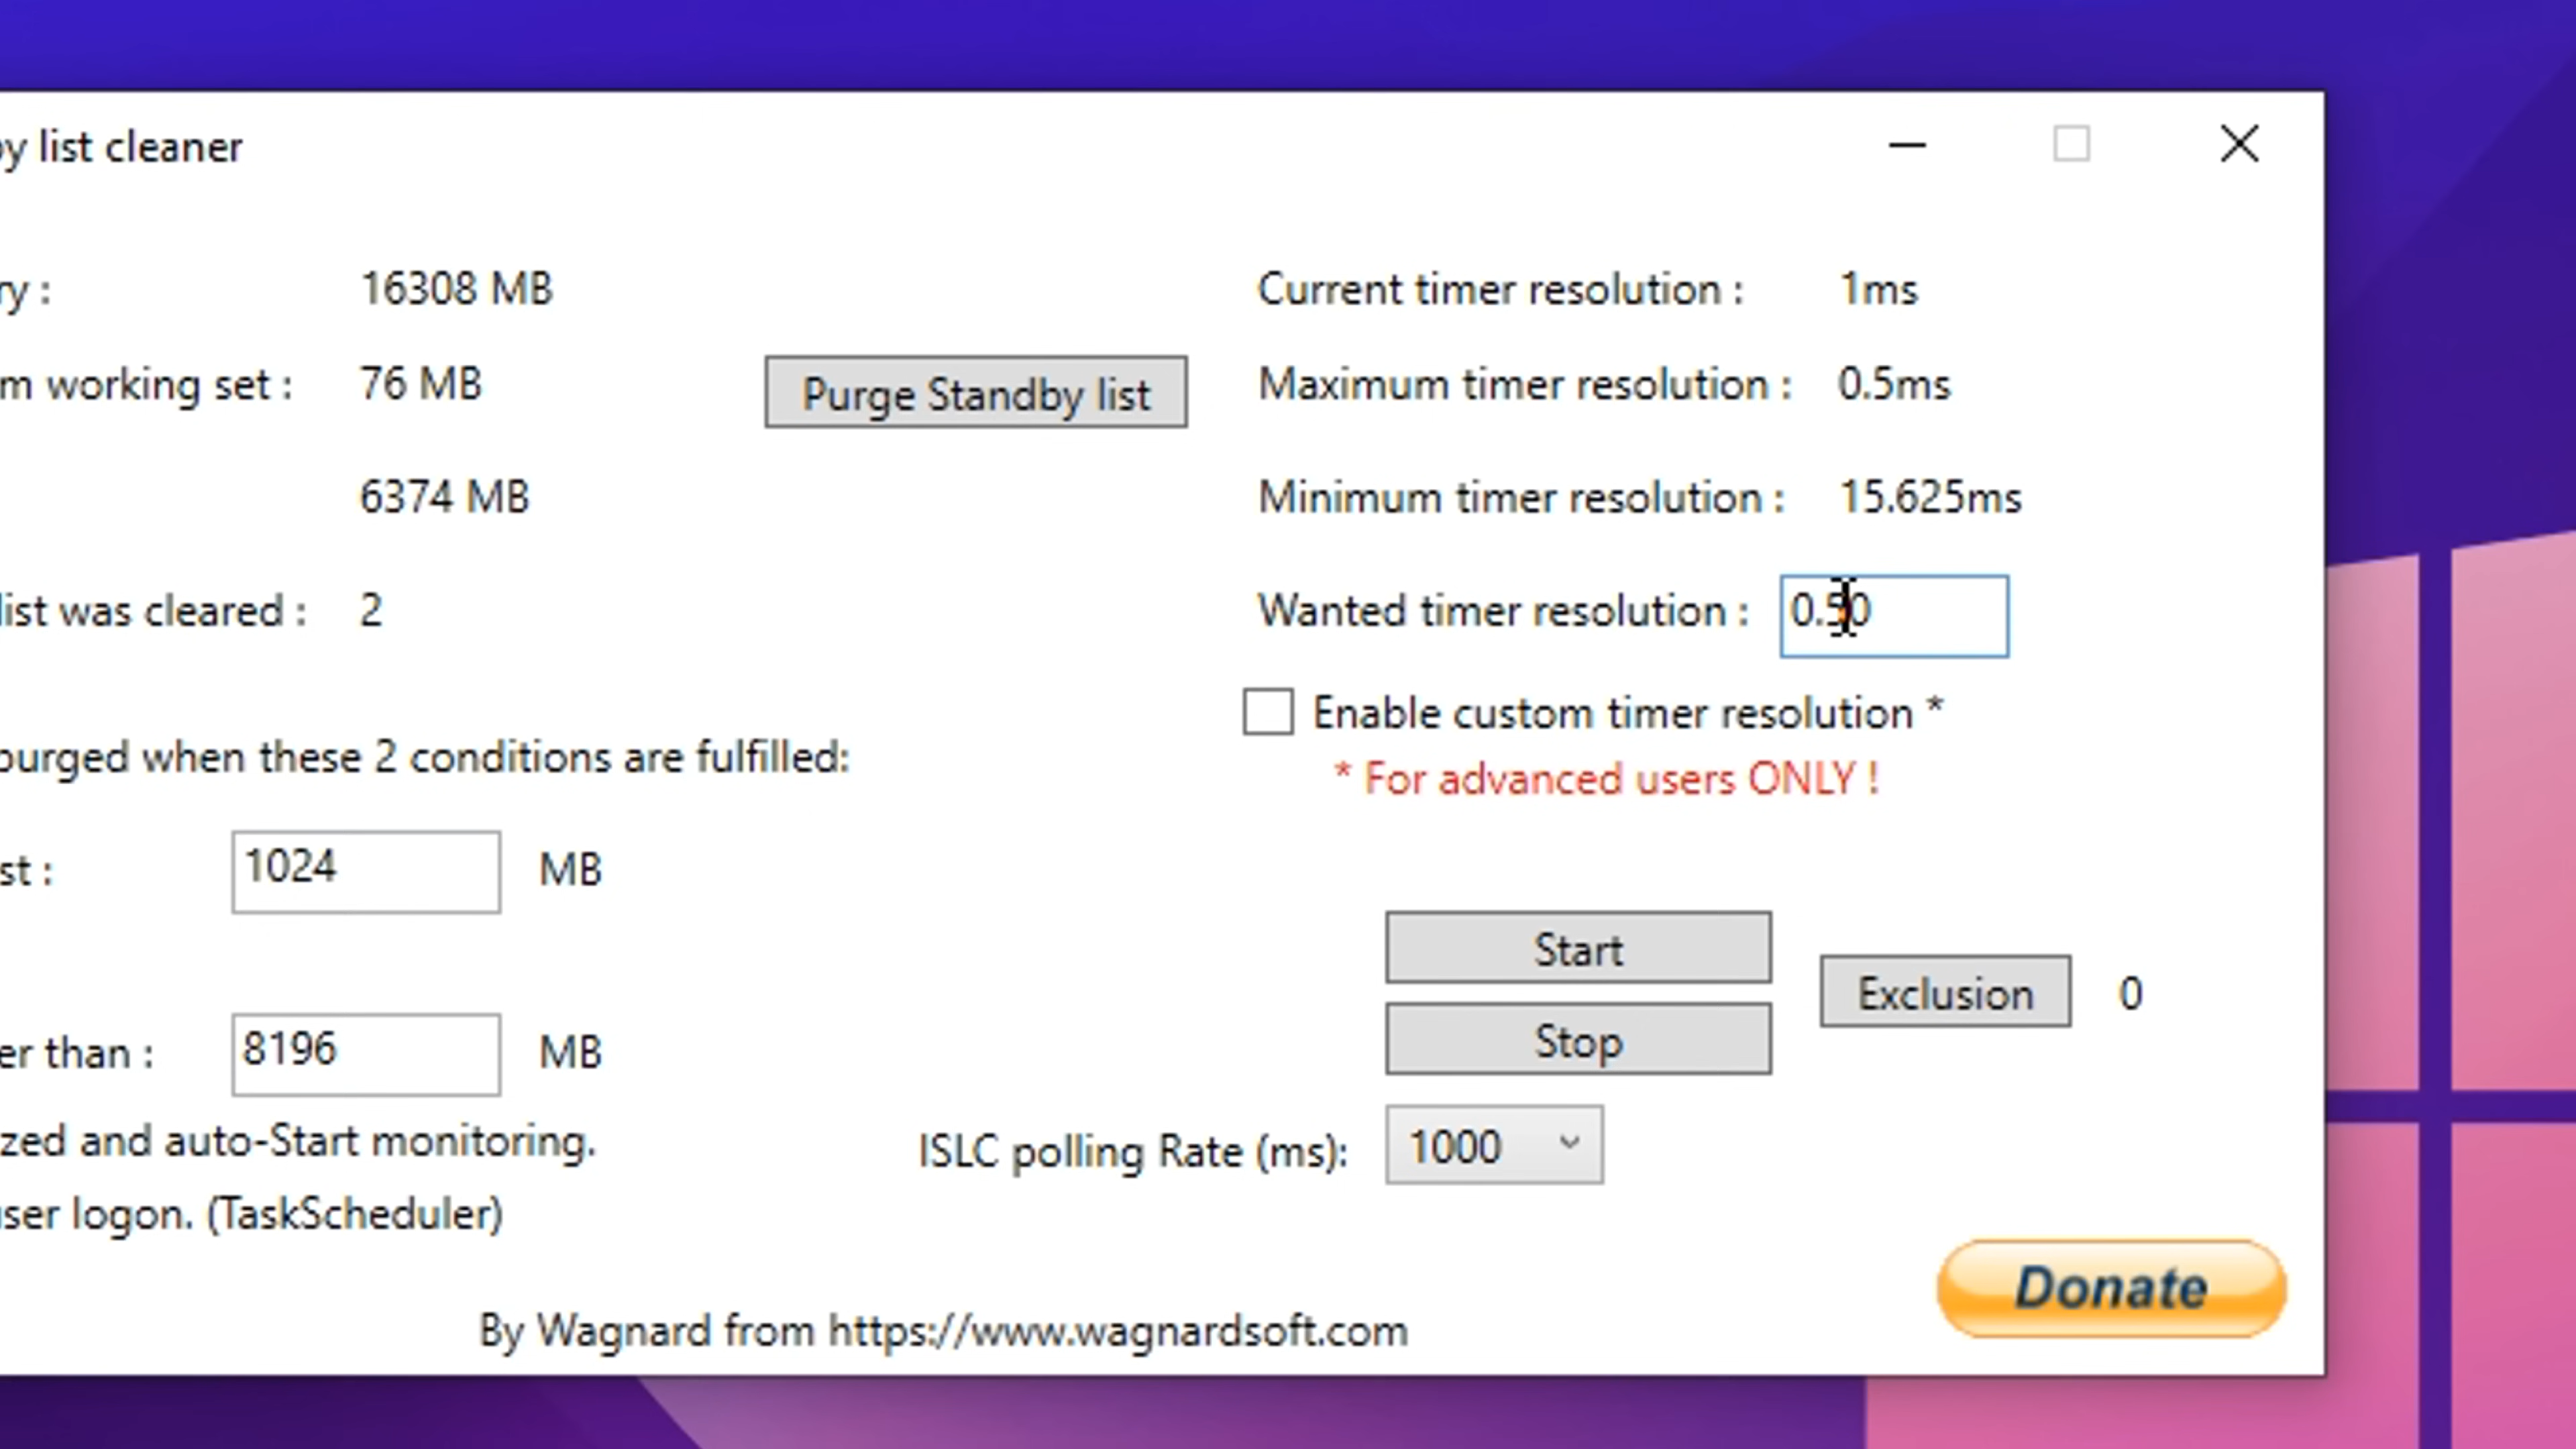 by list cleaner
ry : 16308 MB Current timer resolution : 1ms
m working set : 76 MB Purge Standby list Maximum timer resolution : 0.5ms
6374 MB Minimum timer resolution : 15.625ms
list was cleared : 2 Wanted timer resolution : 0.50
Enable custom timer resolution *
purged when these 2 conditions are fulfilled:
* For advanced users ONLY !
st : 1024 MB
Start
Exclusion 0
Stop
er than : 8196 MB
zed and auto-Start monitoring.
ISLC polling Rate (ms): 1000
user logon. (TaskScheduler)
Donate
By Wagnard from https://www.wagnardsoft.com